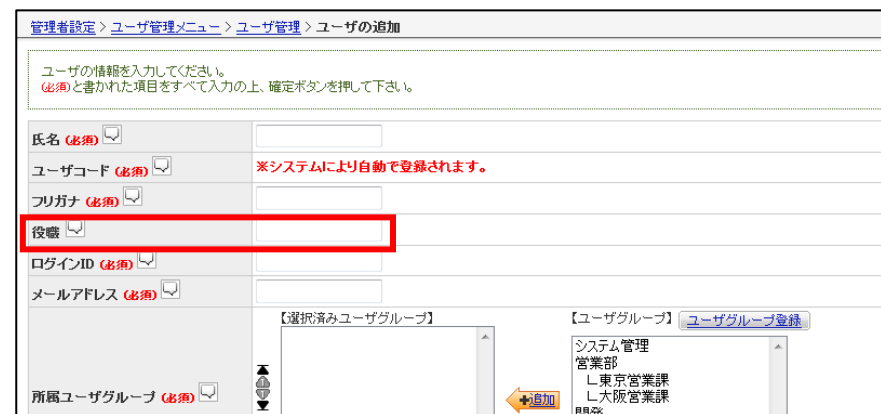 管理者設定 > ユーザ管理メニュー > ユーザ管理 > ユーザの追加
ユーザの情報を入力してください。
(必須)と書かれた項目をすべて入力の上、確定ボタンを押して下さい。
氏名 (必須)
ユーザコード (必須) ※システムにより自動で登録されます。
フリガナ (必須)
役職
ログインID (必須)
メールアドレス (必須)
【選択済みユーザグループ】 【ユーザグループ】 ユーザグループ登録
システム管理
営業部
∟東京営業課
所属ユーザグループ (必須) 追加 ∟大阪営業課
開発